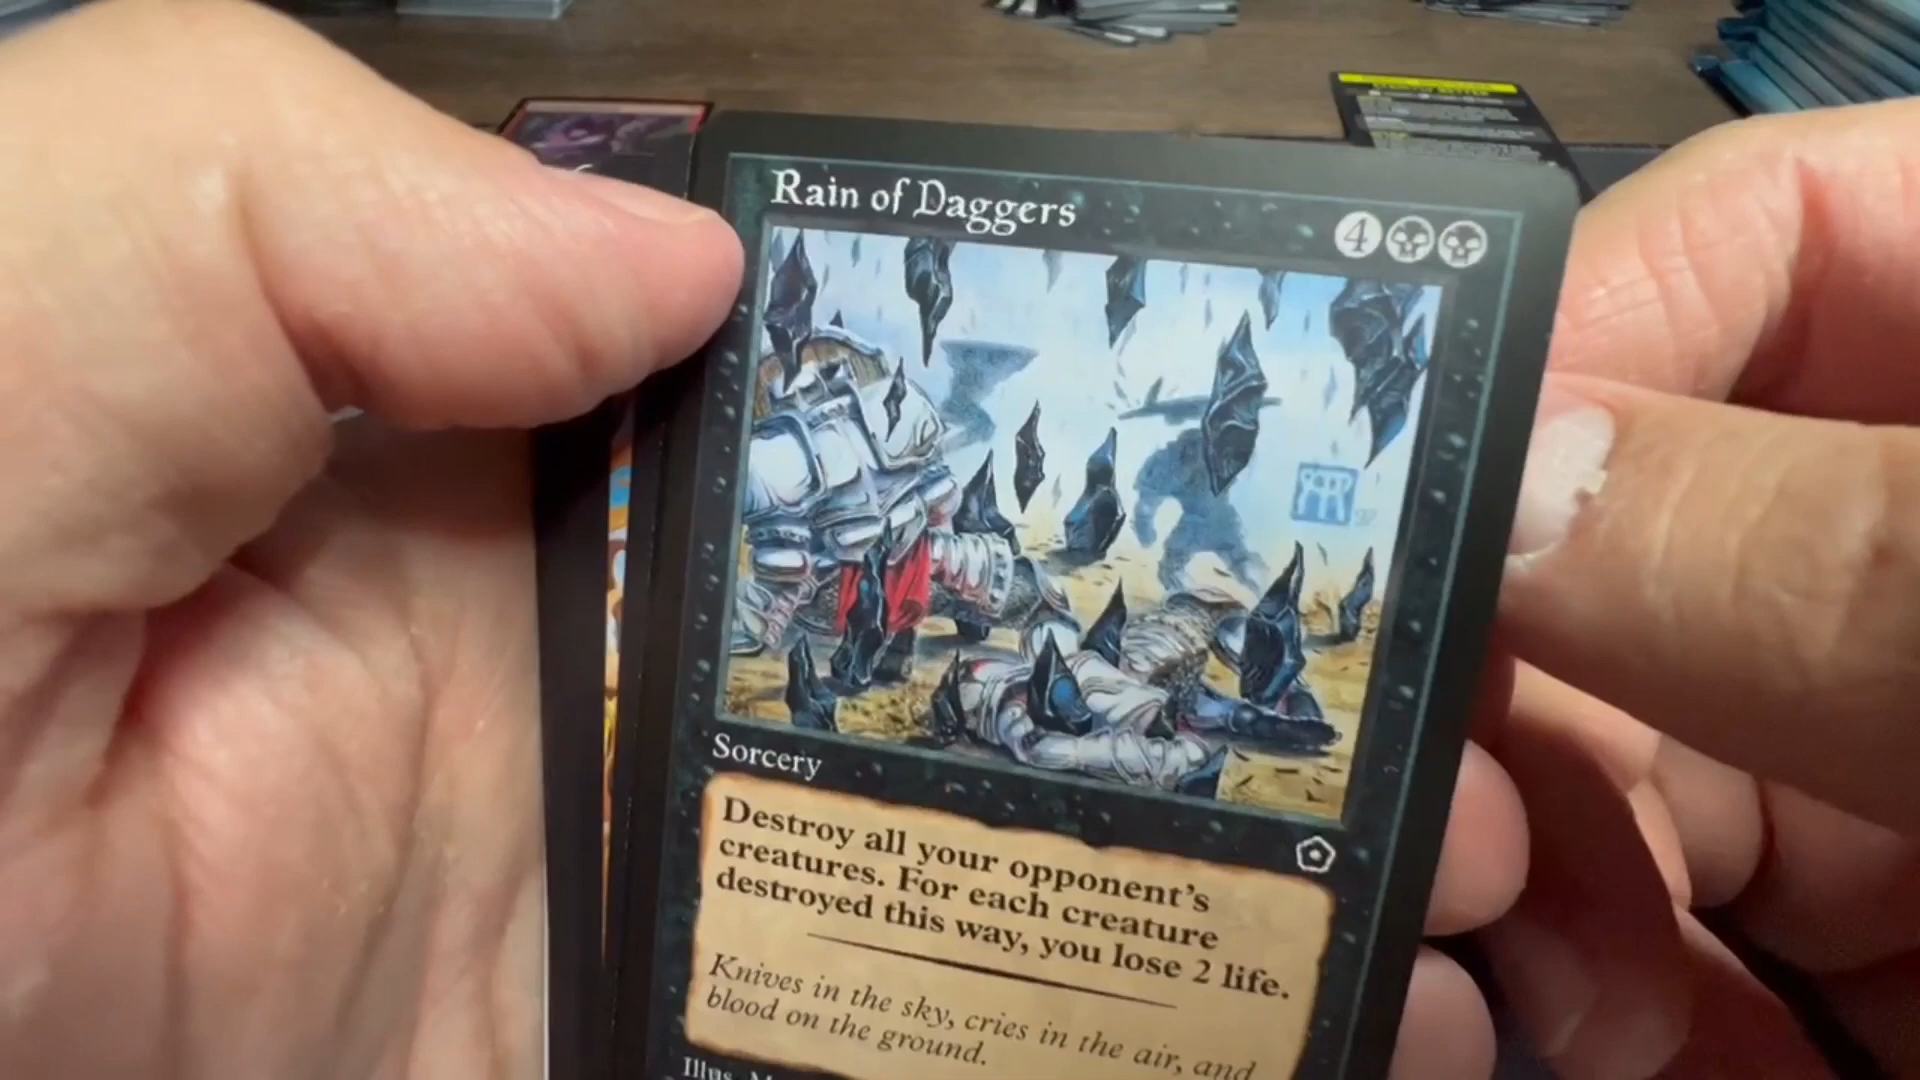 Rain of Daggers
4
Sorcery
Destroy all your opponent's
creatures. For each creature
destroyed this way, you lose 2 life.
Knives in the sky, cries in the air, and
blood on the ground.
Illus.